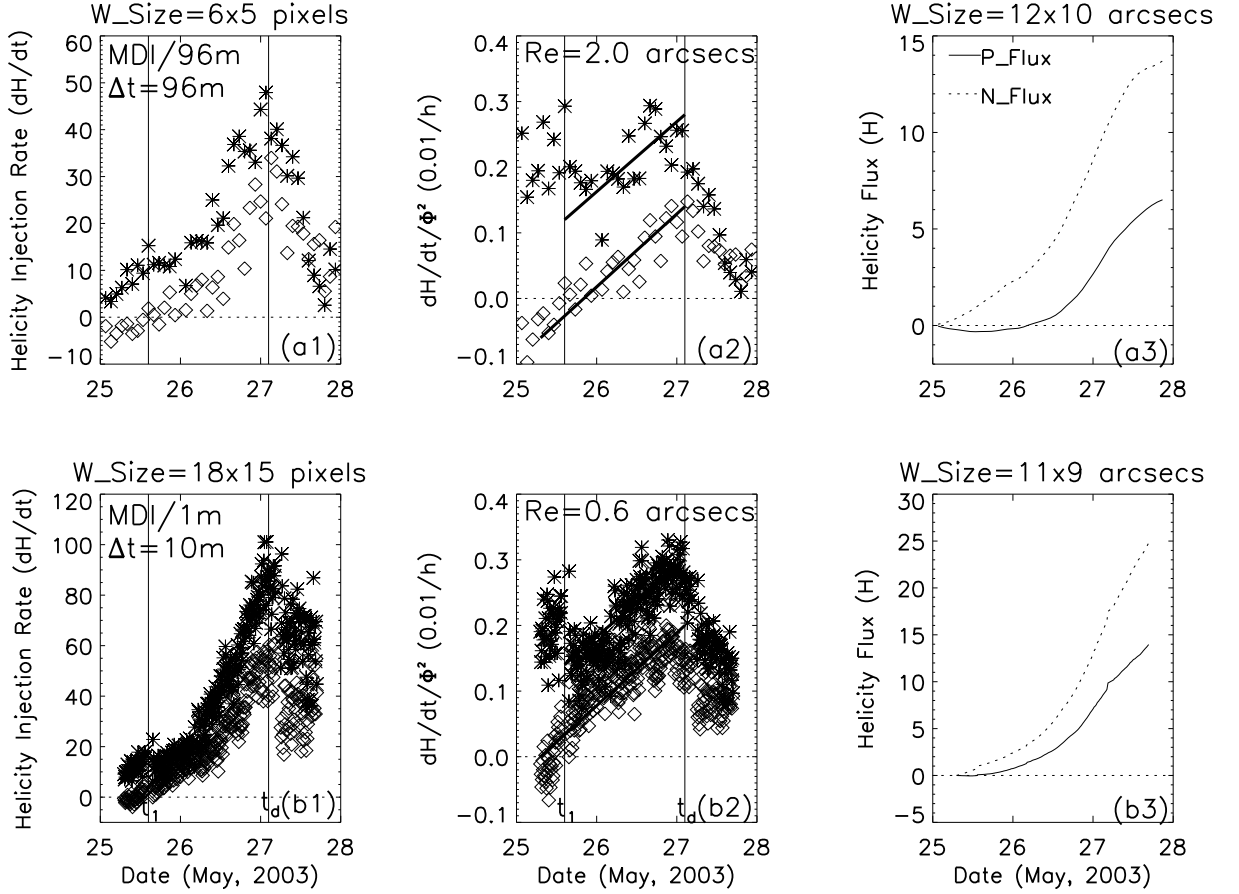 W_Size=6x5 pixels
60
50
40
30
20
10
0
−10
Helicity Injection Rate (dH/dt)
MDI/96m
Δt=96m
(a1)
25 26 27 28
0.4
0.3
0.2
0.1
0.0
−0.1
dH/dt/Φ² (0.01/h)
Re=2.0 arcsecs
(a2)
25 26 27 28
W_Size=12x10 arcsecs
15
10
5
0
Helicity Flux (H)
P_Flux
N_Flux
(a3)
25 26 27 28
W_Size=18x15 pixels
120
100
80
60
40
20
0
Helicity Injection Rate (dH/dt)
MDI/1m
Δt=10m
t₁ t_d(b1)
25 26 27 28
Date (May, 2003)
0.4
0.3
0.2
0.1
0.0
−0.1
dH/dt/Φ² (0.01/h)
Re=0.6 arcsecs
t₁ t_d(b2)
25 26 27 28
Date (May, 2003)
W_Size=11x9 arcsecs
30
25
20
15
10
5
0
−5
Helicity Flux (H)
(b3)
25 26 27 28
Date (May, 2003)